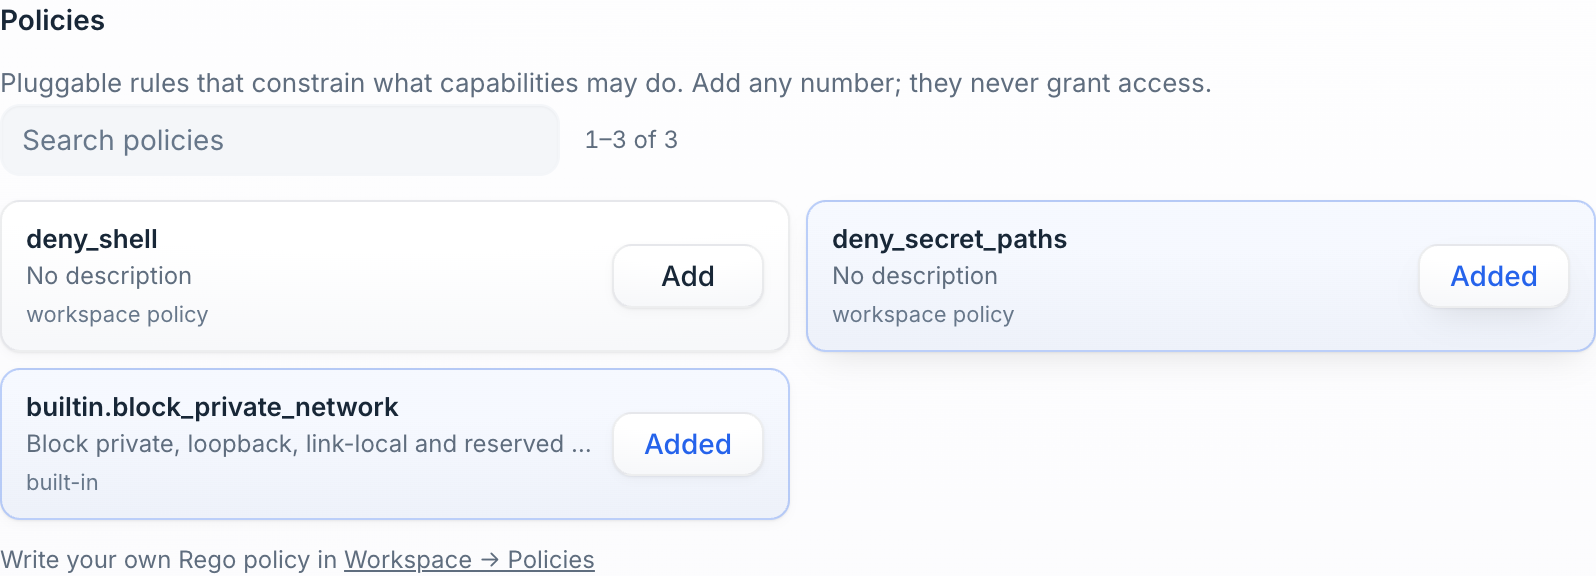 Policies
Pluggable rules that constrain what capabilities may do. Add any number; they never grant access.
Search policies
1–3 of 3
deny_shell
No description
workspace policy
Add
deny_secret_paths
No description
workspace policy
Added
builtin.block_private_network
Block private, loopback, link-local and reserved ...
built-in
Added
Write your own Rego policy in Workspace → Policies